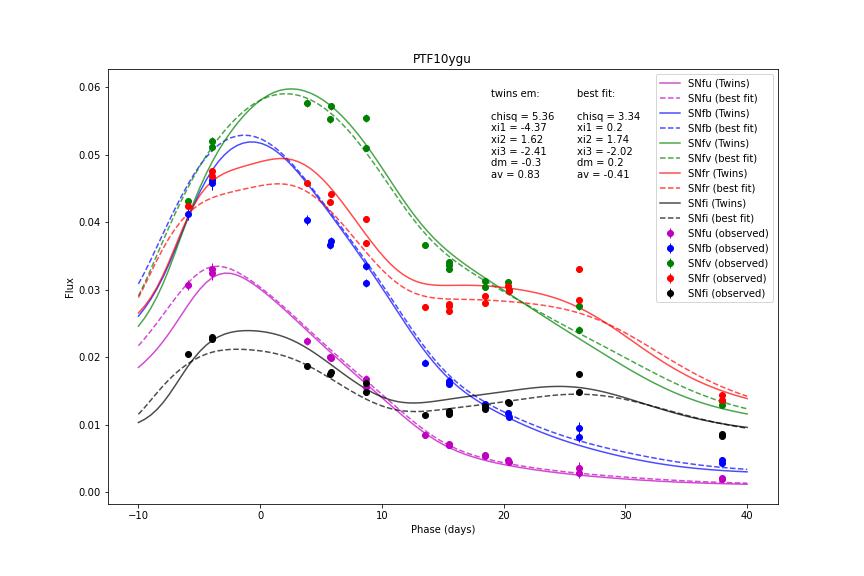 PTF10ygu
twins em: best fit:
chisq = 5.36 chisq = 3.34
xi1 = -4.37 xi1 = 0.2
xi2 = 1.62 xi2 = 1.74
xi3 = -2.41 xi3 = -2.02
dm = -0.3 dm = 0.2
av = 0.83 av = -0.41
SNfu (Twins)
SNfu (best fit)
SNfb (Twins)
SNfb (best fit)
SNfv (Twins)
SNfv (best fit)
SNfr (Twins)
SNfr (best fit)
SNfi (Twins)
SNfi (best fit)
SNfu (observed)
SNfb (observed)
SNfv (observed)
SNfr (observed)
SNfi (observed)
Flux
0.06
0.05
0.04
0.03
0.02
0.01
0.00
−10 0 10 20 30 40
Phase (days)